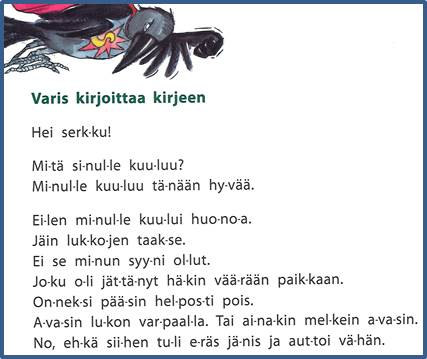 Varis kirjoittaa kirjeen
Hei serk·ku!
Mi·tä si·nul·le kuu·luu?
Mi·nul·le kuu·luu tä·nään hy·vää.
Ei·len mi·nul·le kuu·lui huo·no·a.
Jäin luk·ko·jen taak·se.
Ei se mi·nun syy·ni ol·lut.
Jo·ku o·li jät·tä·nyt hä·kin vää·rään paik·kaan.
On·nek·si pää·sin hel·pos·ti pois.
A·va·sin lu·kon var·paal·la. Tai ai·na·kin mel·kein a·va·sin.
No, eh·kä sii·hen tu·li e·räs jä·nis ja aut·toi vä·hän.